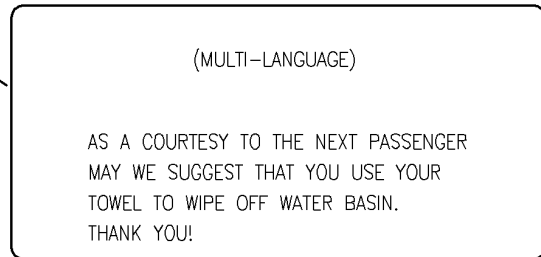 (MULTI-LANGUAGE)
AS A COURTESY TO THE NEXT PASSENGER
MAY WE SUGGEST THAT YOU USE YOUR
TOWEL TO WIPE OFF WATER BASIN.
THANK YOU!